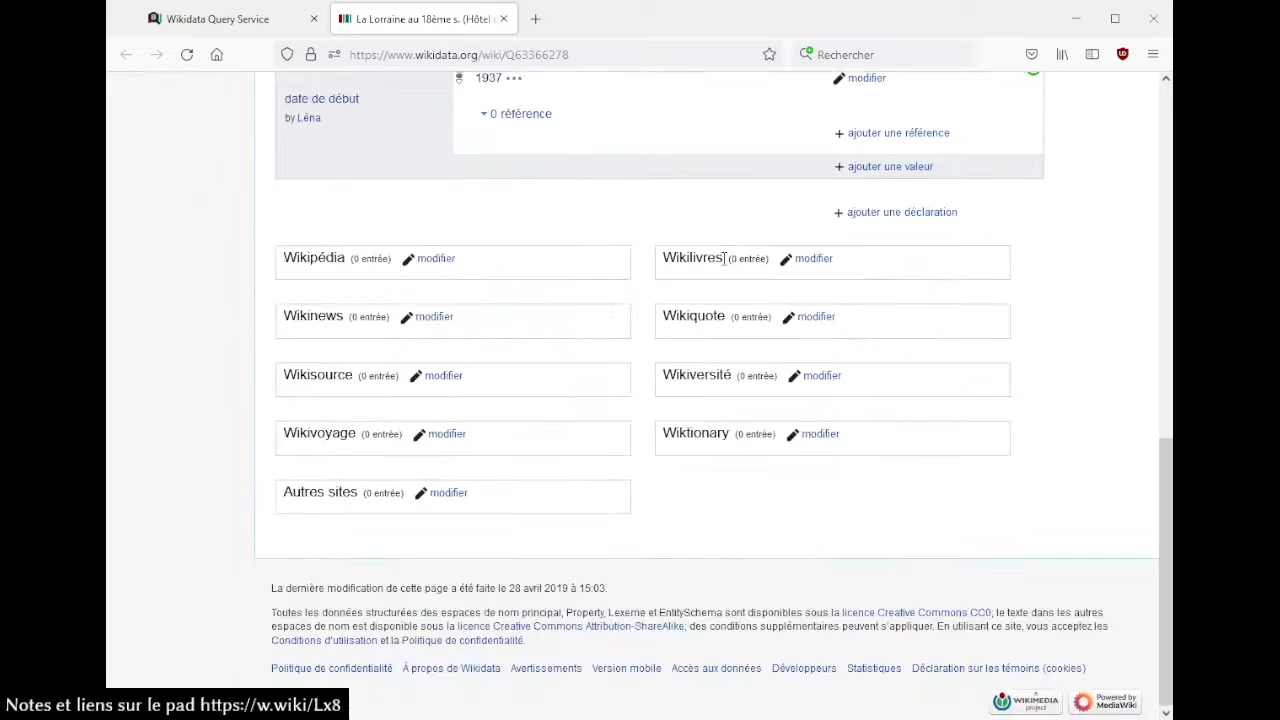 Wikidata Query Service
La Lorraine au 18ème s. (Hôtel
https://www.wikidata.org/wiki/Q63366278
Rechercher
1937
modifier
date de début
by Léna
0 référence
+ ajouter une référence
+ ajouter une valeur
+ ajouter une déclaration
Wikipédia (0 entrée) modifier
Wikilivres (0 entrée) modifier
Wikinews (0 entrée) modifier
Wikiquote (0 entrée) modifier
Wikisource (0 entrée) modifier
Wikiversité (0 entrée) modifier
Wikivoyage (0 entrée) modifier
Wiktionary (0 entrée) modifier
Autres sites (0 entrée) modifier
La dernière modification de cette page a été faite le 28 avril 2019 à 15:03.
Toutes les données structurées des espaces de nom principal, Property, Lexeme et EntitySchema sont disponibles sous la licence Creative Commons CC0; le texte dans les autres
espaces de nom est disponible sous la licence Creative Commons Attribution-ShareAlike; des conditions supplémentaires peuvent s'appliquer. En utilisant ce site, vous acceptez les
Conditions d'utilisation et la Politique de confidentialité.
Politique de confidentialité À propos de Wikidata Avertissements Version mobile Accès aux données Développeurs Statistiques Déclaration sur les témoins (cookies)
Notes et liens sur le pad https://w.wiki/Lx8
a
WIKIMEDIA
project
Powered by
MediaWiki